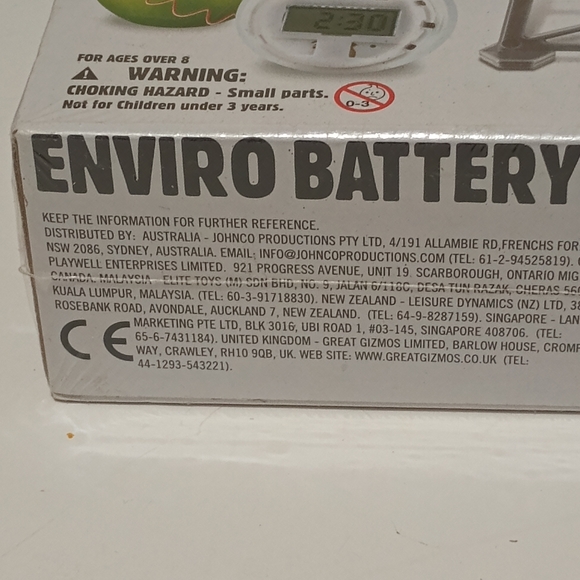 2:30
FOR AGES OVER 8
WARNING:
CHOKING HAZARD - Small parts.
Not for Children under 3 years.
0-3
ENVIRO BATTERY
KEEP THE INFORMATION FOR FURTHER REFERENCE.
DISTRIBUTED BY: AUSTRALIA - JOHNCO PRODUCTIONS PTY LTD, 4/191 ALLAMBIE RD,FRENCHS FOR
NSW 2086, SYDNEY, AUSTRALIA. EMAIL: INFO@JOHNCOPRODUCTIONS.COM (TEL: 61-2-94525819).
PLAYWELL ENTERPRISES LIMITED. 921 PROGRESS AVENUE, UNIT 19. SCARBOROUGH, ONTARIO MIG
CANADA. MALAYSIA - ELITE TOYS (M) SDN BHD, NO. 9, JALAN 6/118C, DESA TUN RAZAK, CHERAS 560
KUALA LUMPUR, MALAYSIA. (TEL: 60-3-91718830). NEW ZEALAND - LEISURE DYNAMICS (NZ) LTD, 38
ROSEBANK ROAD, AVONDALE, AUCKLAND 7, NEW ZEALAND. (TEL: 64-9-8287159). SINGAPORE - LAN
MARKETING PTE LTD, BLK 3016, UBI ROAD 1, #03-145, SINGAPORE 408706. (TEL:
65-6-7431184). UNITED KINGDOM - GREAT GIZMOS LIMITED, BARLOW HOUSE, CROMP
WAY, CRAWLEY, RH10 9QB, UK. WEB SITE: WWW.GREATGIZMOS.CO.UK (TEL:
44-1293-543221).
CE